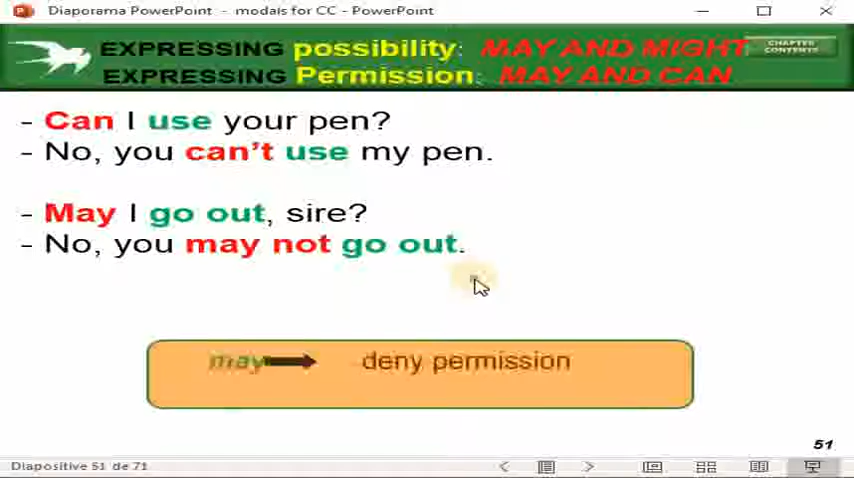 Diaporama PowerPoint - modals for CC - PowerPoint
EXPRESSING possibility: MAY AND MIGHT
EXPRESSING Permission: MAY AND CAN
CHAPTER
CONTENTS
- Can I use your pen?
- No, you can't use my pen.
- May I go out, sire?
- No, you may not go out.
may deny permission
51
Diapositive 51 de 71